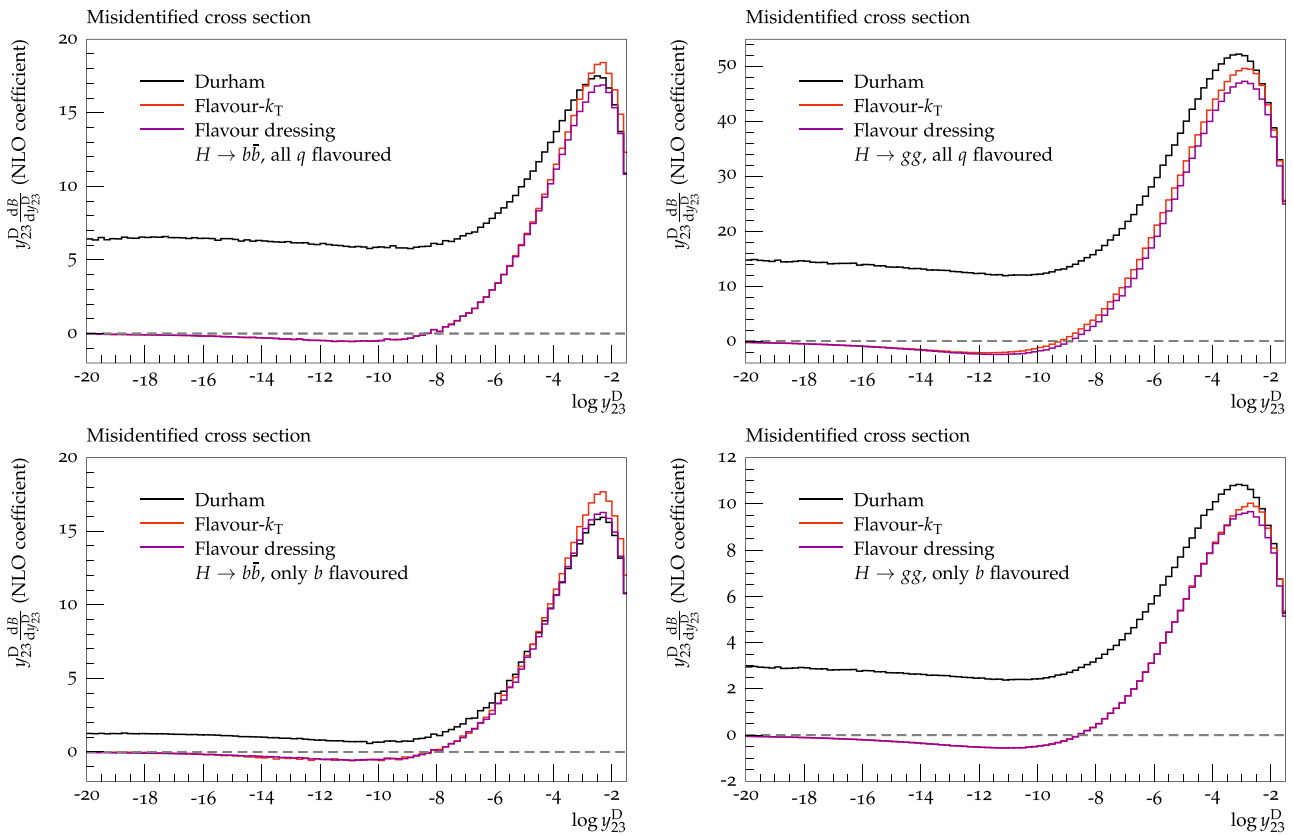 Misidentified cross section
y₂₃ᴰ dB/dy₂₃ᴰ (NLO coefficient)
20
15
10
5
0
Durham
Flavour-k_T
Flavour dressing
H → bb̄, all q flavoured
-20 -18 -16 -14 -12 -10 -8 -6 -4 -2
log y₂₃ᴰ
Misidentified cross section
y₂₃ᴰ dB/dy₂₃ᴰ (NLO coefficient)
50
40
30
20
10
0
Durham
Flavour-k_T
Flavour dressing
H → gg, all q flavoured
-20 -18 -16 -14 -12 -10 -8 -6 -4 -2
log y₂₃ᴰ
Misidentified cross section
y₂₃ᴰ dB/dy₂₃ᴰ (NLO coefficient)
20
15
10
5
0
Durham
Flavour-k_T
Flavour dressing
H → bb̄, only b flavoured
-20 -18 -16 -14 -12 -10 -8 -6 -4 -2
log y₂₃ᴰ
Misidentified cross section
y₂₃ᴰ dB/dy₂₃ᴰ (NLO coefficient)
12
10
8
6
4
2
0
-2
Durham
Flavour-k_T
Flavour dressing
H → gg, only b flavoured
-20 -18 -16 -14 -12 -10 -8 -6 -4 -2
log y₂₃ᴰ